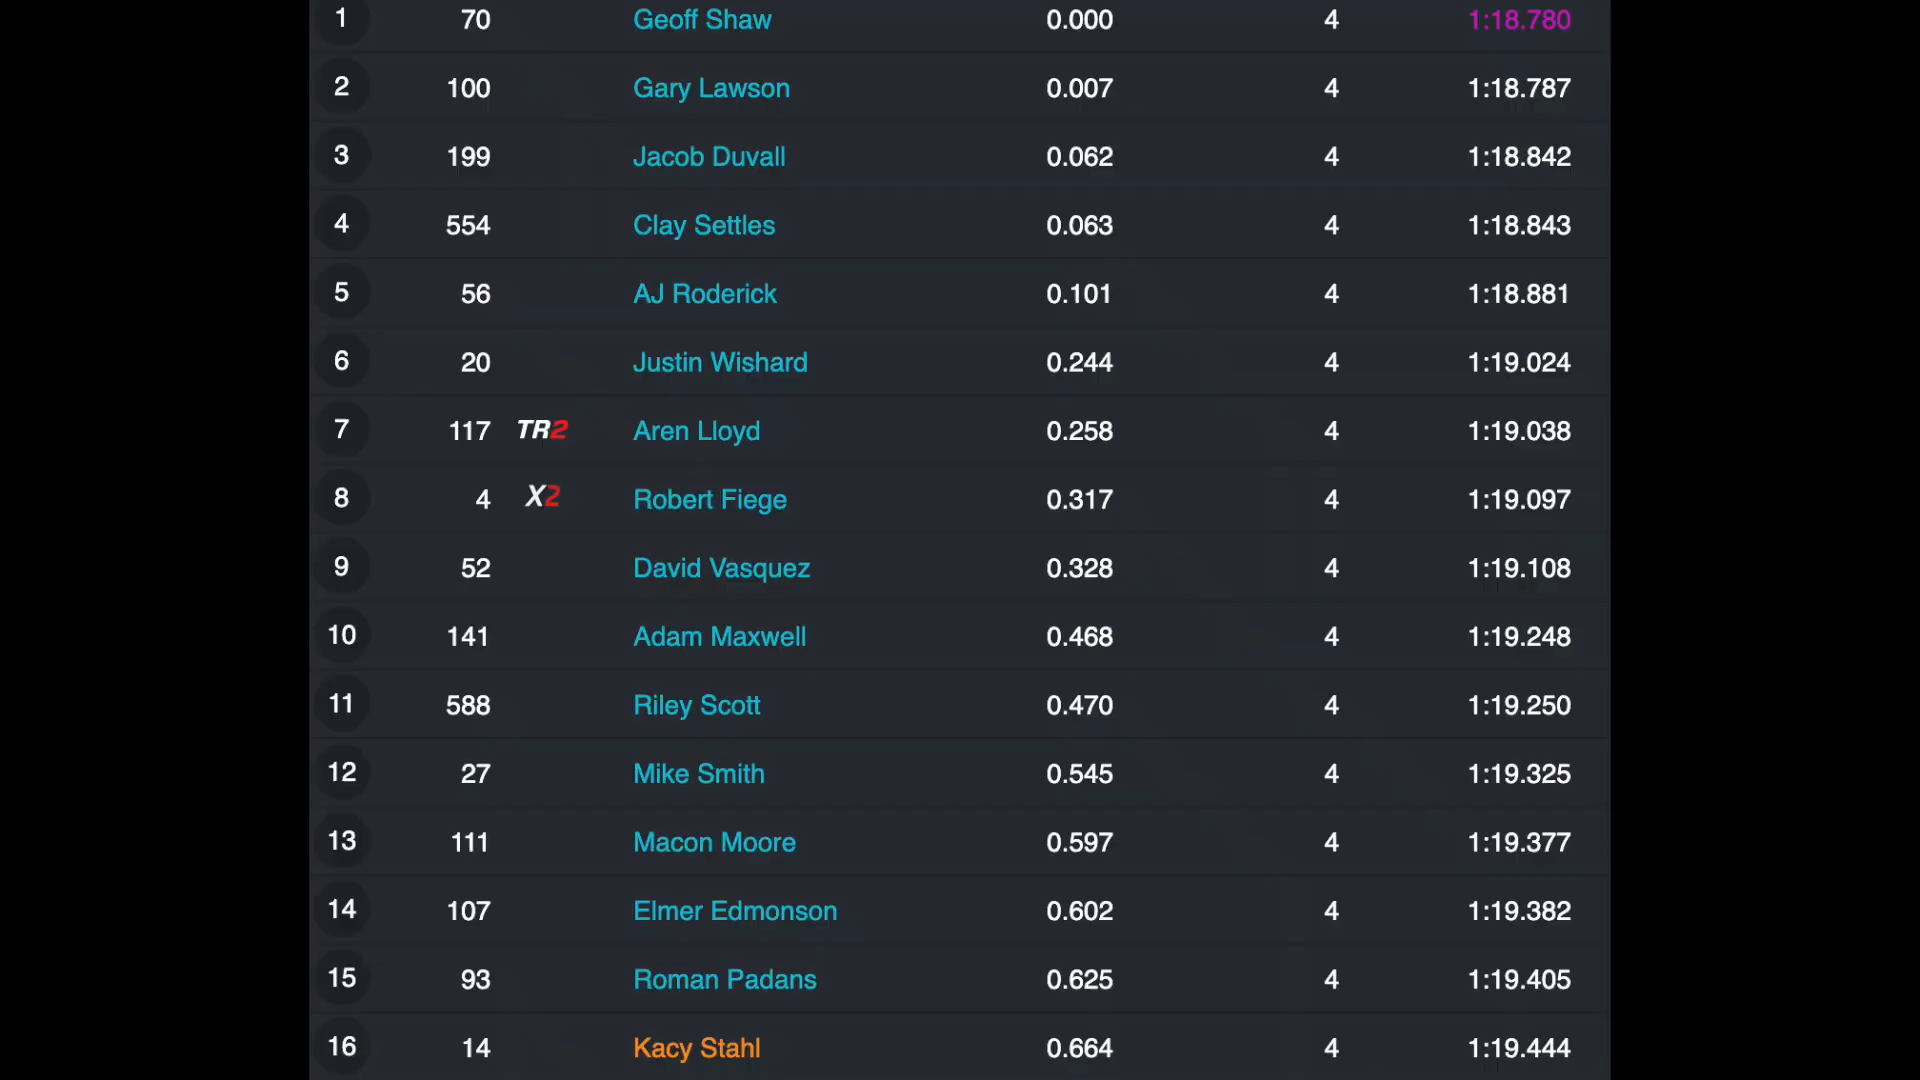 1 70 Geoff Shaw 0.000 4 1:18.780
2 100 Gary Lawson 0.007 4 1:18.787
3 199 Jacob Duvall 0.062 4 1:18.842
4 554 Clay Settles 0.063 4 1:18.843
5 56 AJ Roderick 0.101 4 1:18.881
6 20 Justin Wishard 0.244 4 1:19.024
7 117 TR2 Aren Lloyd 0.258 4 1:19.038
8 4 X2 Robert Fiege 0.317 4 1:19.097
9 52 David Vasquez 0.328 4 1:19.108
10 141 Adam Maxwell 0.468 4 1:19.248
11 588 Riley Scott 0.470 4 1:19.250
12 27 Mike Smith 0.545 4 1:19.325
13 111 Macon Moore 0.597 4 1:19.377
14 107 Elmer Edmonson 0.602 4 1:19.382
15 93 Roman Padans 0.625 4 1:19.405
16 14 Kacy Stahl 0.664 4 1:19.444